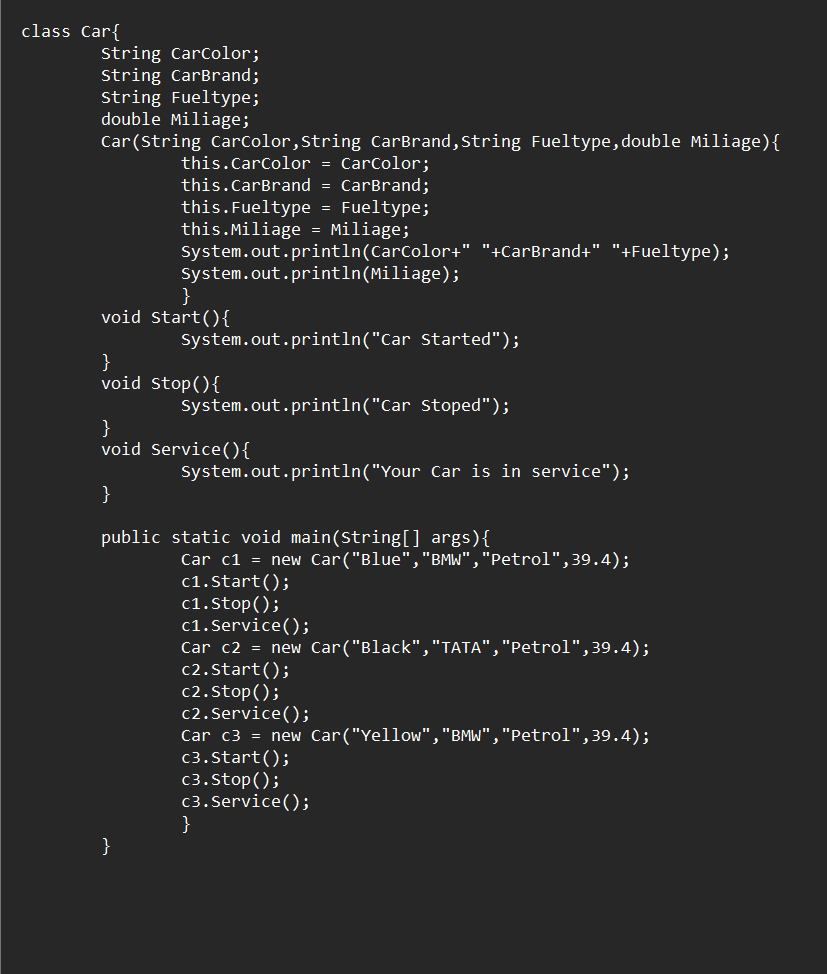 class Car{
        String CarColor;
        String CarBrand;
        String Fueltype;
        double Miliage;
        Car(String CarColor,String CarBrand,String Fueltype,double Miliage){
                this.CarColor = CarColor;
                this.CarBrand = CarBrand;
                this.Fueltype = Fueltype;
                this.Miliage = Miliage;
                System.out.println(CarColor+" "+CarBrand+" "+Fueltype);
                System.out.println(Miliage);
                }
        void Start(){
                System.out.println("Car Started");
        }
        void Stop(){
                System.out.println("Car Stoped");
        }
        void Service(){
                System.out.println("Your Car is in service");
        }

        public static void main(String[] args){
                Car c1 = new Car("Blue","BMW","Petrol",39.4);
                c1.Start();
                c1.Stop();
                c1.Service();
                Car c2 = new Car("Black","TATA","Petrol",39.4);
                c2.Start();
                c2.Stop();
                c2.Service();
                Car c3 = new Car("Yellow","BMW","Petrol",39.4);
                c3.Start();
                c3.Stop();
                c3.Service();
                }
        }